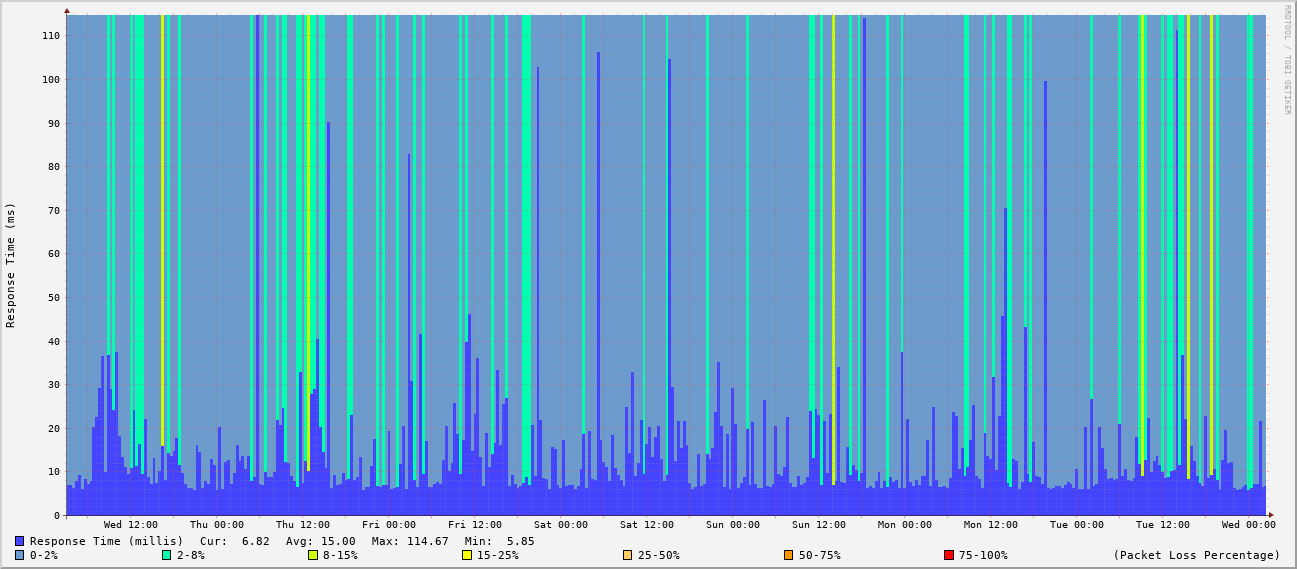 RRDTOOL / TOBI OETIKER
Response Time (ms)
110
100
90
80
70
60
50
40
30
20
10
0
Wed 12:00 Thu 00:00 Thu 12:00 Fri 00:00 Fri 12:00 Sat 00:00 Sat 12:00 Sun 00:00 Sun 12:00 Mon 00:00 Mon 12:00 Tue 00:00 Tue 12:00 Wed 00:00
Response Time (millis) Cur: 6.82 Avg: 15.00 Max: 114.67 Min: 5.85
0-2% 2-8% 8-15% 15-25% 25-50% 50-75% 75-100% (Packet Loss Percentage)